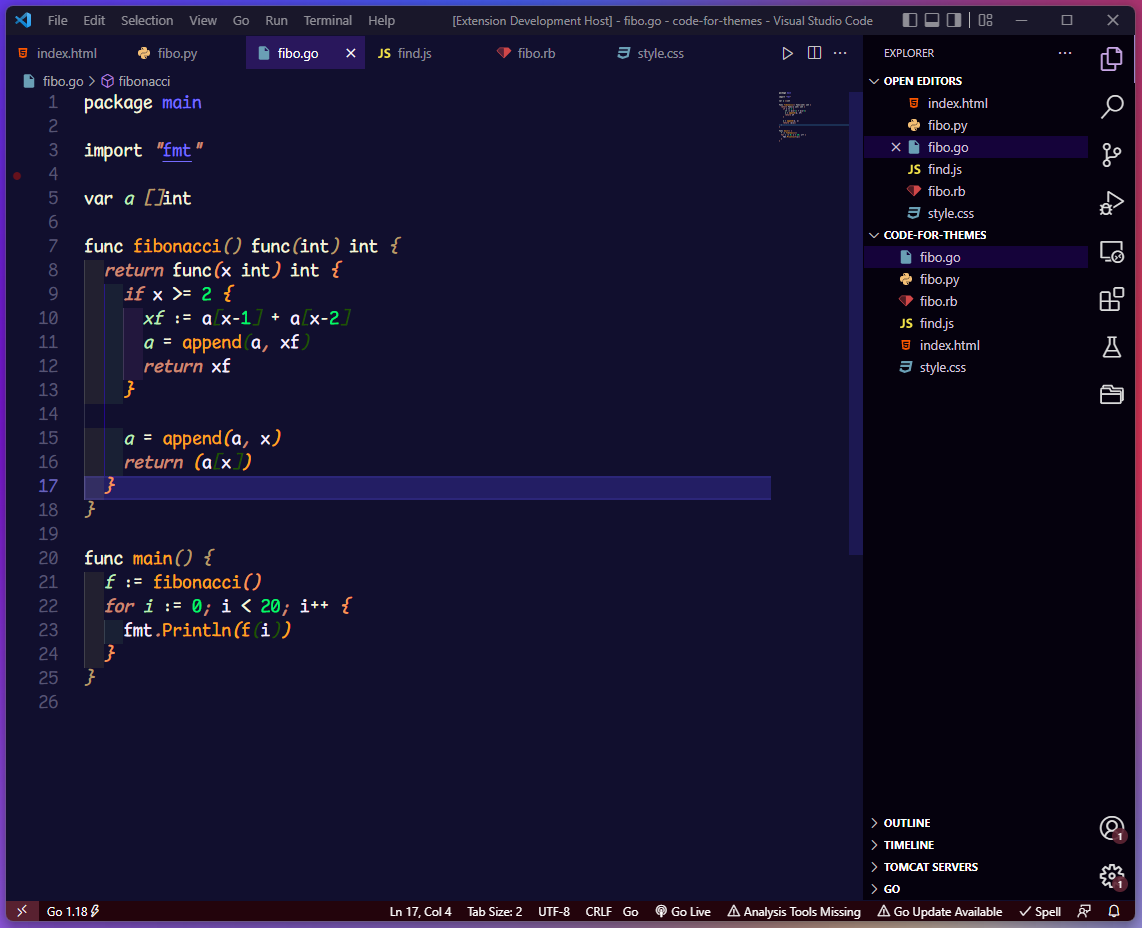 File Edit Selection View Go Run Terminal Help [Extension Development Host] - fibo.go - code-for-themes - Visual Studio Code
index.html fibo.py fibo.go JS find.js fibo.rb style.css
fibo.go fibonacci
1 package main
2
3 import "fmt"
4
5 var a []int
6
7 func fibonacci() func(int) int {
8 return func(x int) int {
9 if x >= 2 {
10 xf := a[x-1] + a[x-2]
11 a = append(a, xf)
12 return xf
13 }
14
15 a = append(a, x)
16 return (a[x])
17 }
18 }
19
20 func main() {
21 f := fibonacci()
22 for i := 0; i < 20; i++ {
23 fmt.Println(f(i))
24 }
25 }
26
EXPLORER
OPEN EDITORS
index.html
fibo.py
fibo.go
JS find.js
fibo.rb
style.css
CODE-FOR-THEMES
fibo.go
fibo.py
fibo.rb
JS find.js
index.html
style.css
OUTLINE
TIMELINE
TOMCAT SERVERS
GO
1
1
Go 1.18 Ln 17, Col 4 Tab Size: 2 UTF-8 CRLF Go Go Live Analysis Tools Missing Go Update Available Spell